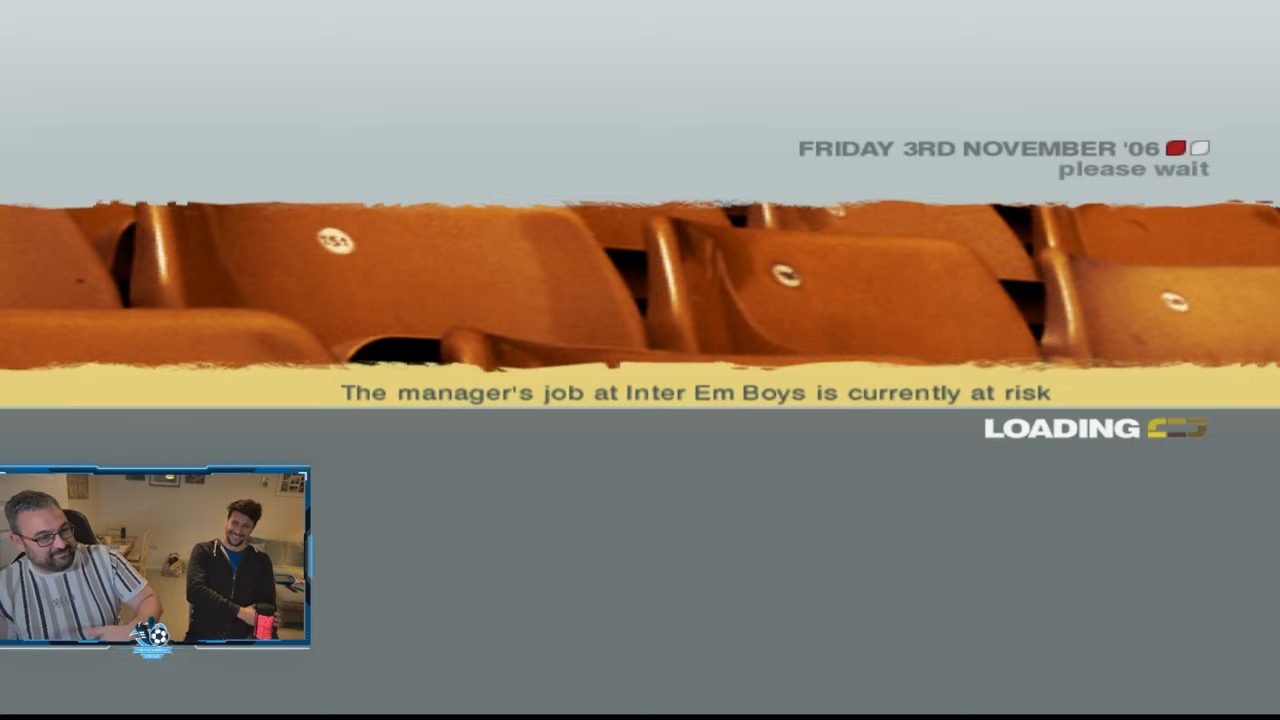 FRIDAY 3RD NOVEMBER '06
please wait
The manager's job at Inter Em Boys is currently at risk
LOADING